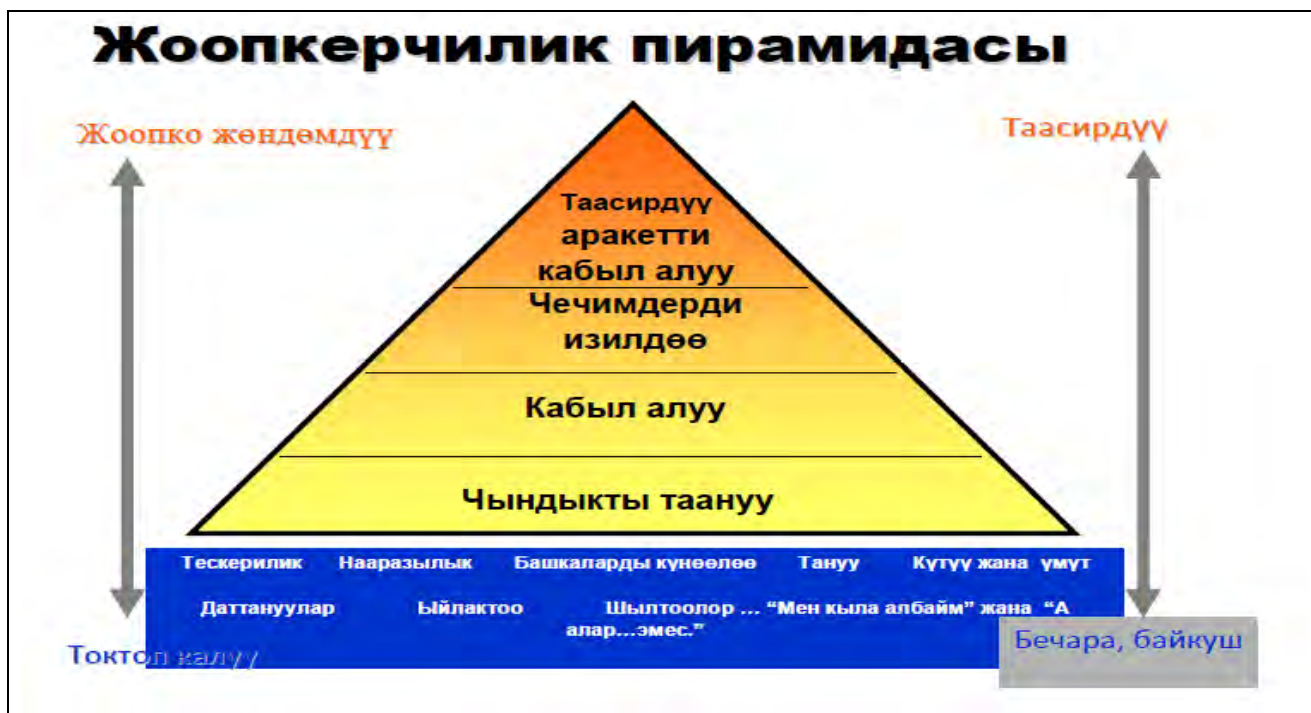 Жоопкерчилик пирамидасы
Жоопко жөндөмдүү
Таасирдүү
Таасирдүү
аракетти
кабыл алуу
Чечимдерди
изилдөө
Кабыл алуу
Чындыкты таануу
Тескерилик Нааразылык Башкаларды күнөөлөө Тануу Күтүү жана үмүт
Даттануулар Ыйлактоо Шылтоолор ... “Мен кыла албайм” жана “А
алар...эмес.”
Токтоп калуу
Бечара, байкуш